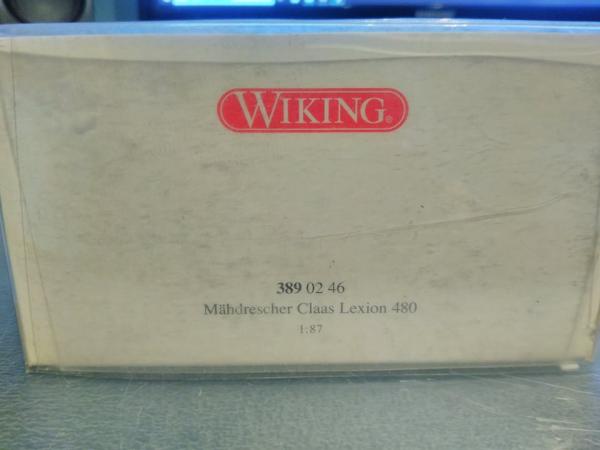 WIKING®
389 02 46
Mähdrescher Claas Lexion 480
1:87